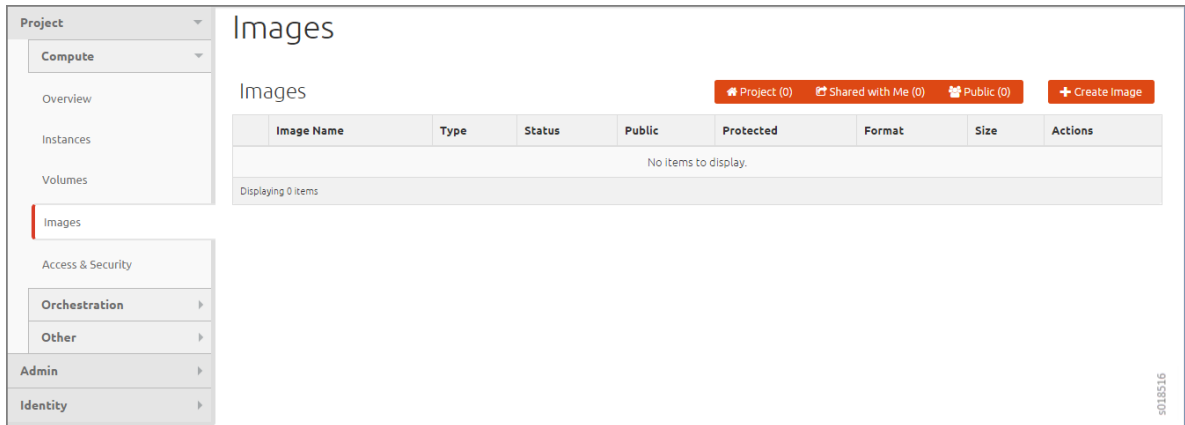 Project
Compute
Overview
Instances
Volumes
Images
Access & Security
Orchestration
Other
Admin
Identity
Images
Images
Project (0) Shared with Me (0) Public (0) Create Image
Image Name Type Status Public Protected Format Size Actions
No items to display.
Displaying 0 items
s018516